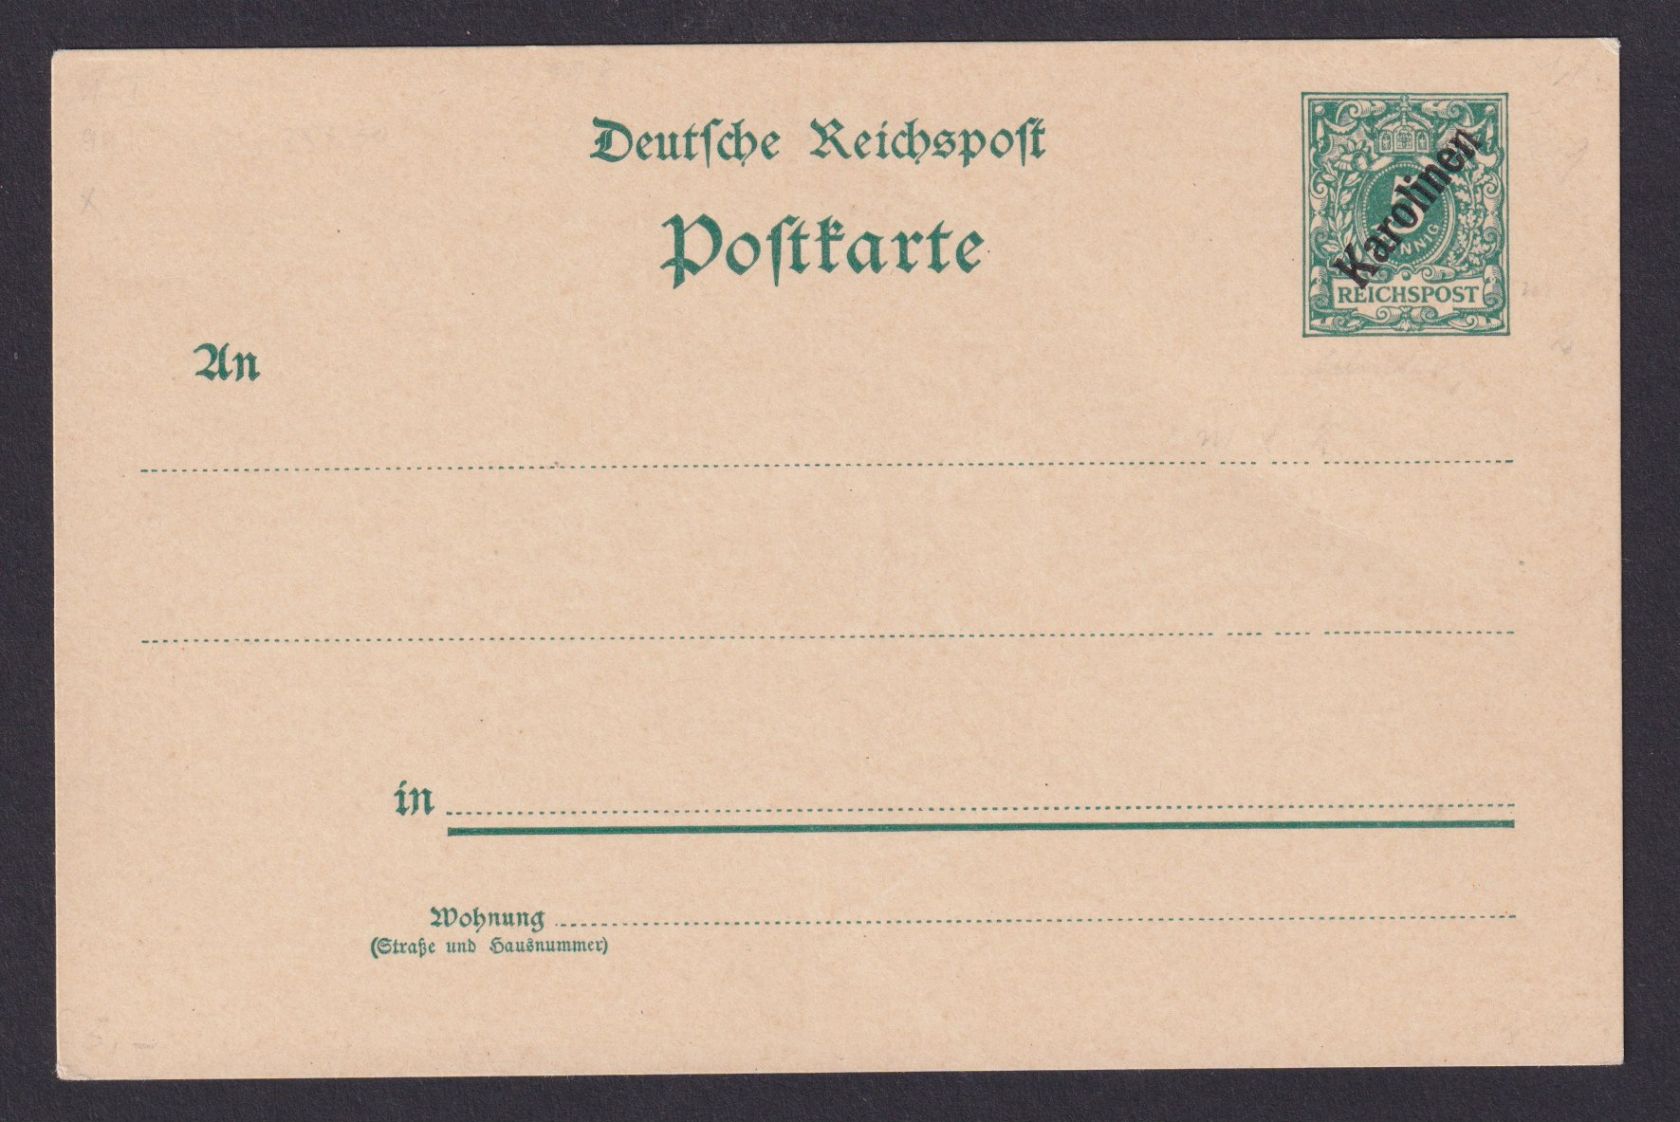 Deutſche Reichspoſt
Poſtkarte
Karolinen
REICHSPOST
An
in
Wohnung
(Straße und Hausnummer)